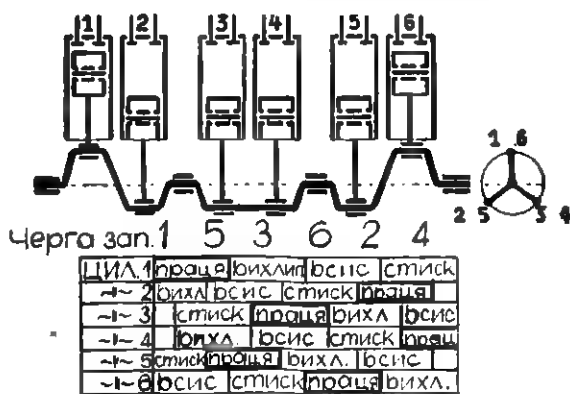 1 2 3 4 5 6
1 6
2 5 3 4
Черга зап. 1 5 3 6 2 4
ЦИЛ. 1 праця вихлип всис стиск
~ı~ 2 вихл всис стиск праця
~ı~ 3 стиск праця вихл всис
~ı~ 4 вихл. всис стиск прац
~ı~ 5 стиск праця вихл. всис
~ı~ 6 всис стиск праця вихл.